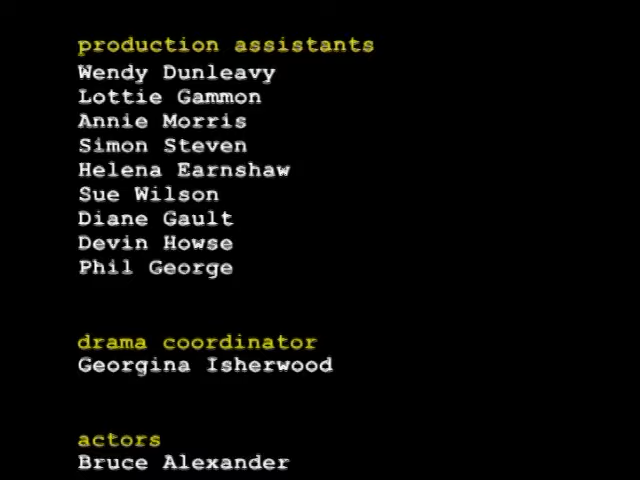 production assistants
Wendy Dunleavy
Lottie Gammon
Annie Morris
Simon Steven
Helena Earnshaw
Sue Wilson
Diane Gault
Devin Howse
Phil George
drama coordinator
Georgina Isherwood
actors
Bruce Alexander